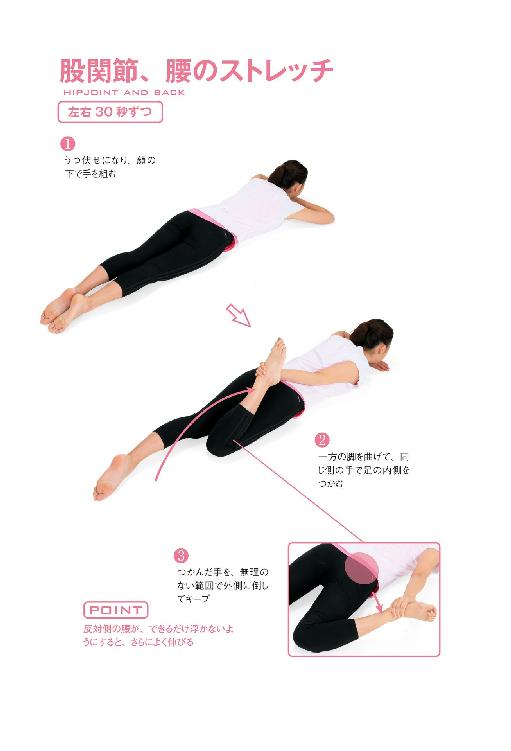 股関節、腰のストレッチ
HIPJOINT AND BACK
左右30秒ずつ
1
うつ伏せになり、顔の
下で手を組む
2
一方の脚を曲げて、同
じ側の手で足の内側を
つかむ
3
つかんだ手を、無理の
ない範囲で外側に倒し
てキープ
POINT
反対側の腰が、できるだけ浮かないよ
うにすると、さらによく伸びる